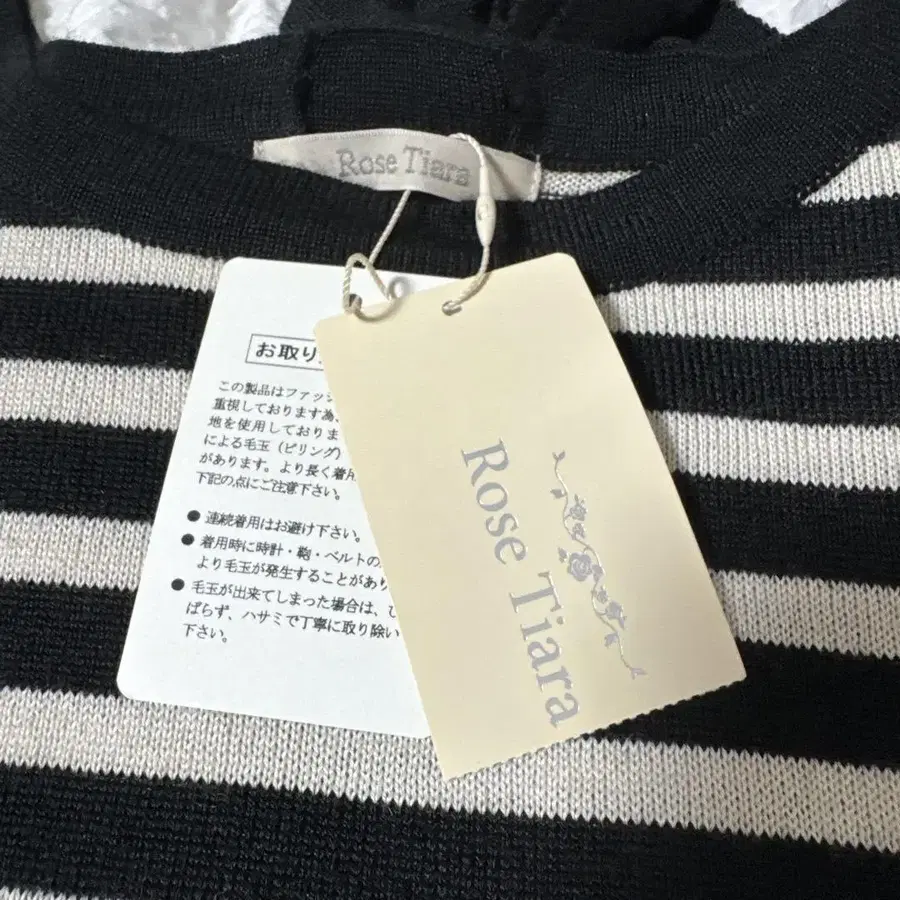 Rose Tiara
お取り
この製品はファッシ
重視しております為、
地を使用しておりま
による毛玉（ピリング）
があります。より長く着用
下記の点にご注意下さい。
● 連続着用はお避け下さい。
● 着用時に時計・鞄・ベルトの
より毛玉が発生することがあり
● 毛玉が出来てしまった場合は、ひ
ぱらず、ハサミで丁寧に取り除い
下さい。
Rose Tiara